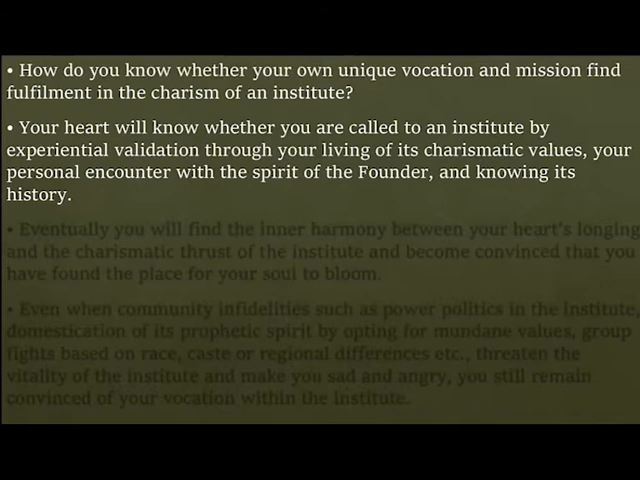 • How do you know whether your own unique vocation and mission find
fulfilment in the charism of an institute?
• Your heart will know whether you are called to an institute by
experiential validation through your living of its charismatic values, your
personal encounter with the spirit of the Founder, and knowing its
history.
• Eventually you will find the inner harmony between your heart's longing
and the charismatic thrust of the institute and become convinced that you
have found the place for your soul to bloom.
• Even when community infidelities such as power politics in the Institute,
domestication of its prophetic spirit by opting for mundane values, group
fights based on race, caste or regional differences etc., threaten the
vitality of the institute and make you sad and angry, you still remain
convinced of your vocation within the Institute.